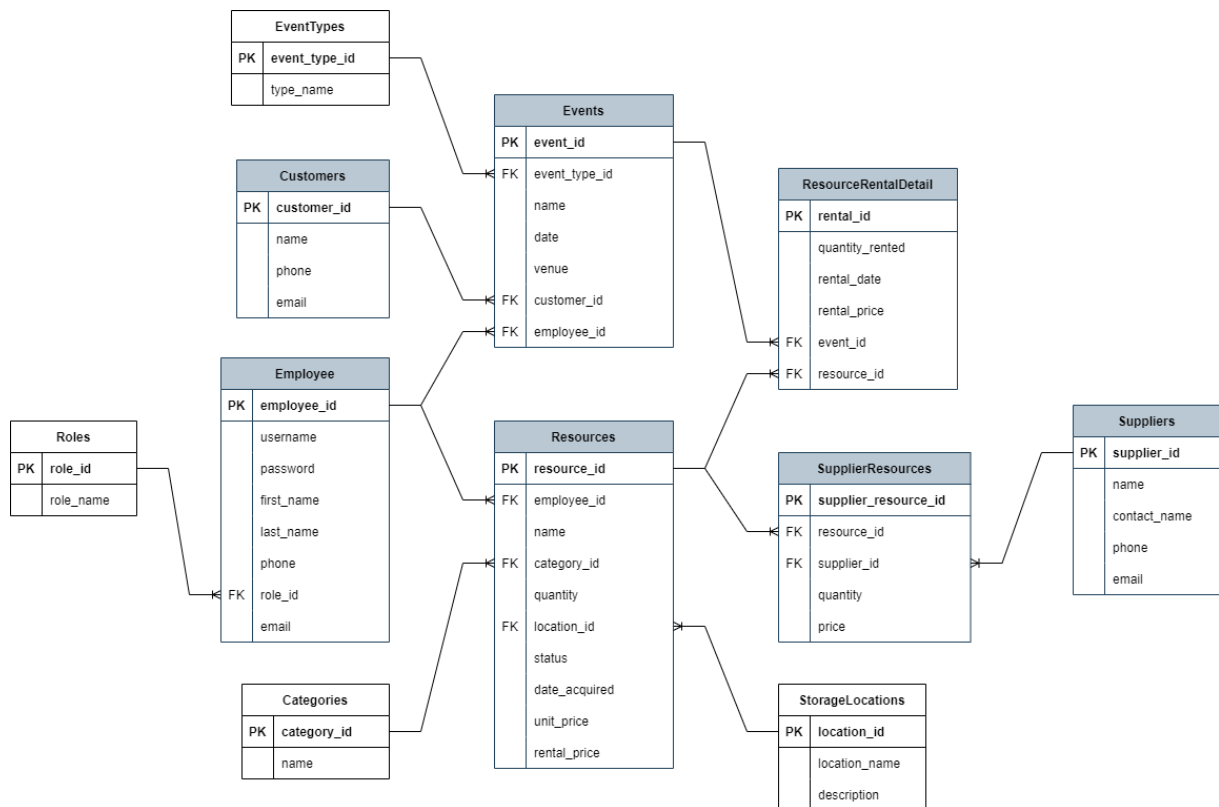 EventTypes
PK event_type_id
type_name
Events
PK event_id
FK event_type_id
name
date
venue
FK customer_id
FK employee_id
Customers
PK customer_id
name
phone
email
ResourceRentalDetail
PK rental_id
quantity_rented
rental_date
rental_price
FK event_id
FK resource_id
Employee
PK employee_id
username
password
first_name
last_name
phone
FK role_id
email
Roles
PK role_id
role_name
Resources
PK resource_id
FK employee_id
name
FK category_id
quantity
FK location_id
status
date_acquired
unit_price
rental_price
SupplierResources
PK supplier_resource_id
FK resource_id
FK supplier_id
quantity
price
Suppliers
PK supplier_id
name
contact_name
phone
email
Categories
PK category_id
name
StorageLocations
PK location_id
location_name
description